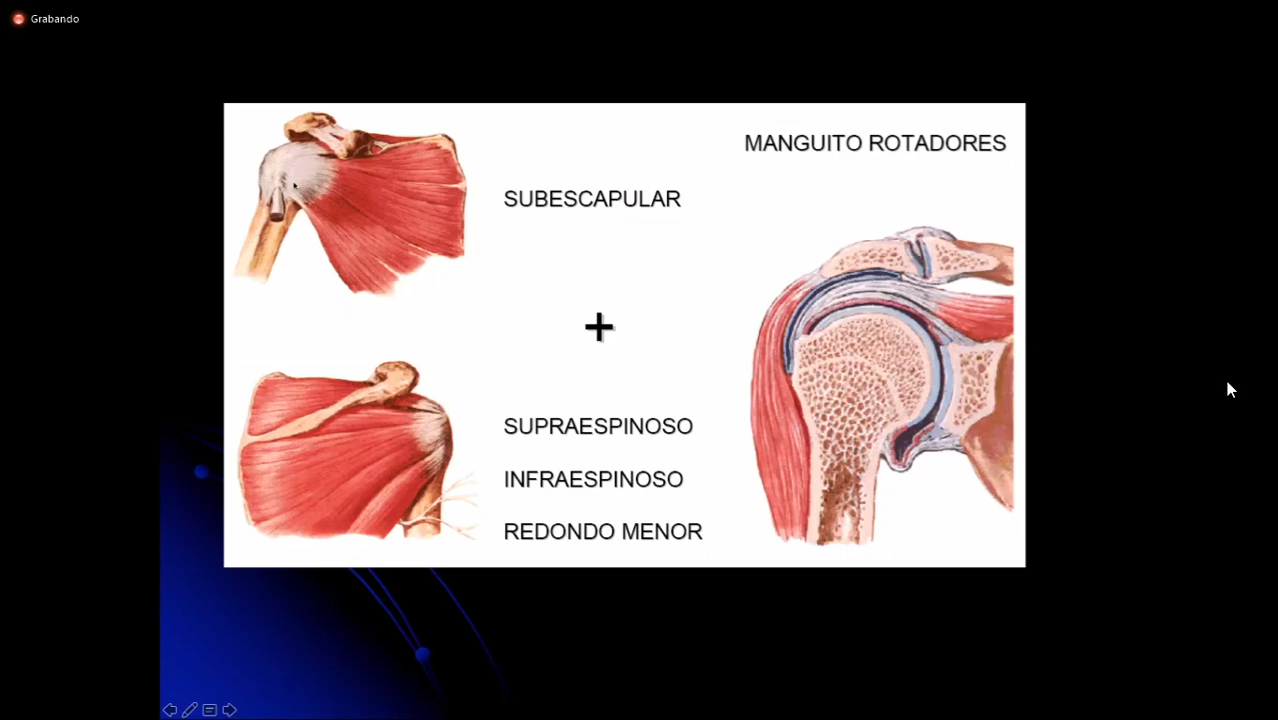 Grabando
MANGUITO ROTADORES
SUBESCAPULAR
+
SUPRAESPINOSO
INFRAESPINOSO
REDONDO MENOR